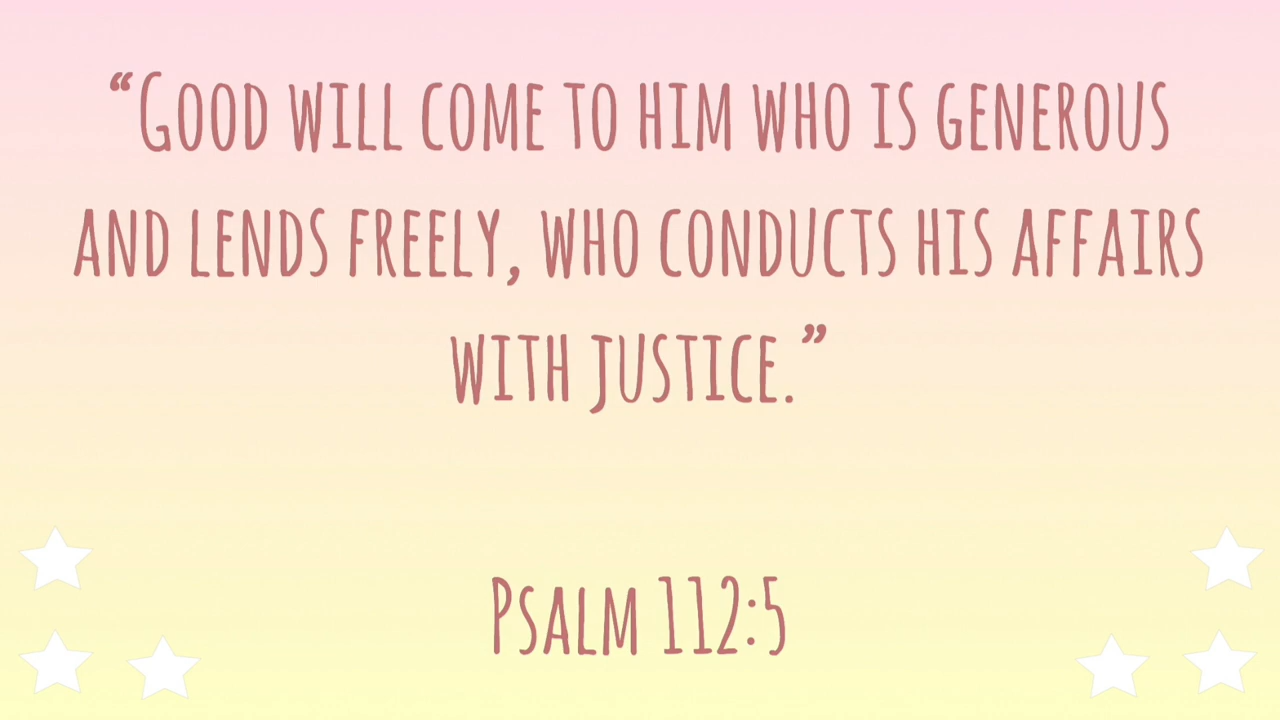 “Good will come to him who is generous
and lends freely, who conducts his affairs
with justice.”
Psalm 112:5